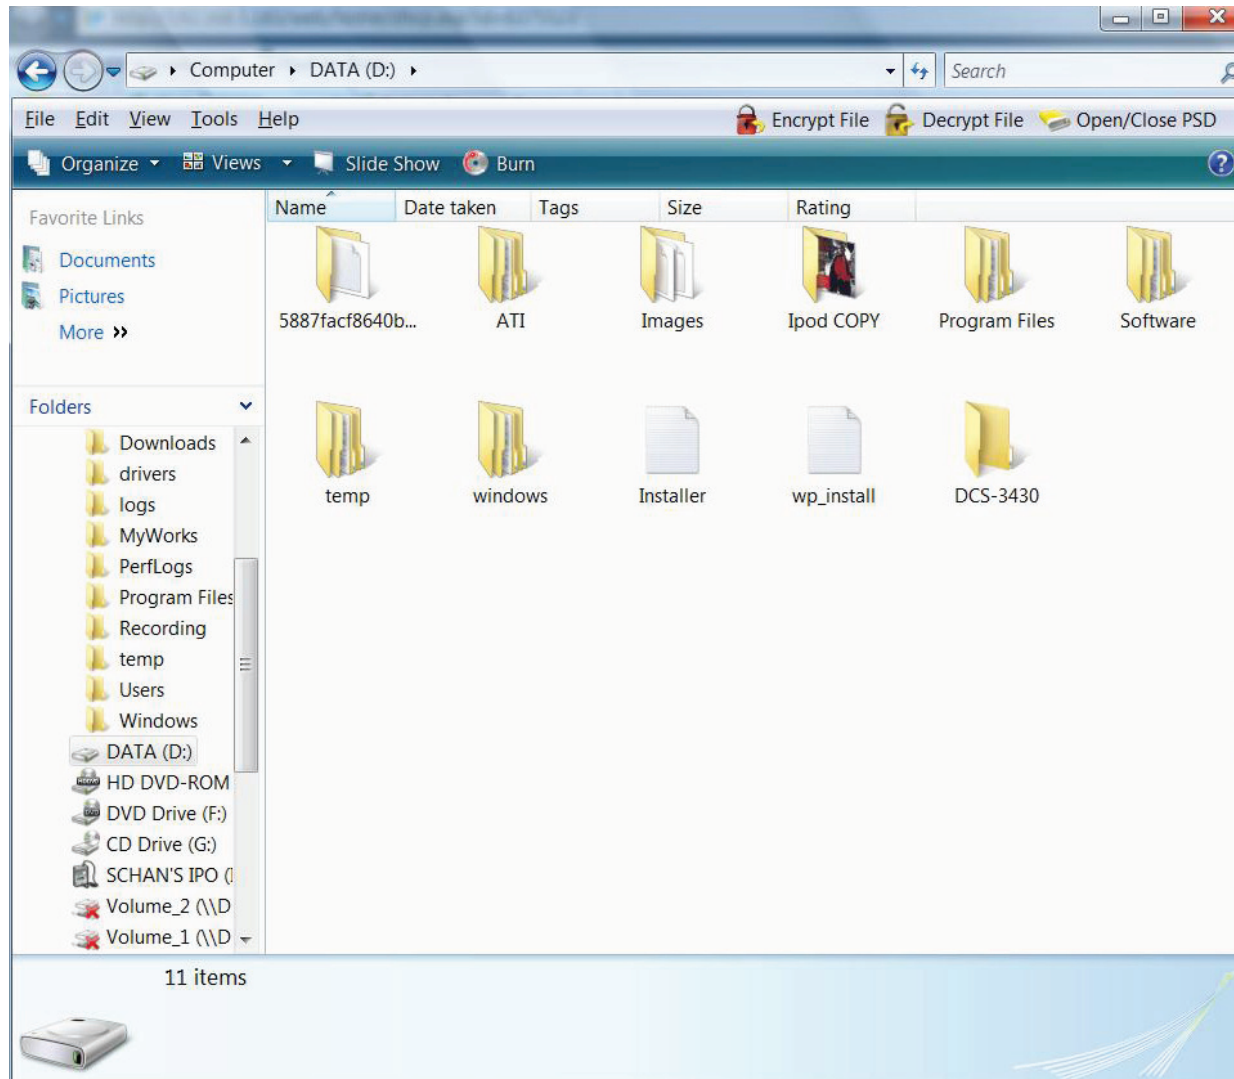 Computer ▸ DATA (D:) ▸ Search
File Edit View Tools Help Encrypt File Decrypt File Open/Close PSD
Organize Views Slide Show Burn
Favorite Links
Documents
Pictures
More »
Folders
Downloads
drivers
logs
MyWorks
PerfLogs
Program Files
Recording
temp
Users
Windows
DATA (D:)
HD DVD-ROM
DVD Drive (F:)
CD Drive (G:)
SCHAN'S IPO (
Volume_2 (\\D
Volume_1 (\\D
Name Date taken Tags Size Rating
5887facf8640b... ATI Images Ipod COPY Program Files Software
temp windows Installer wp_install DCS-3430
11 items